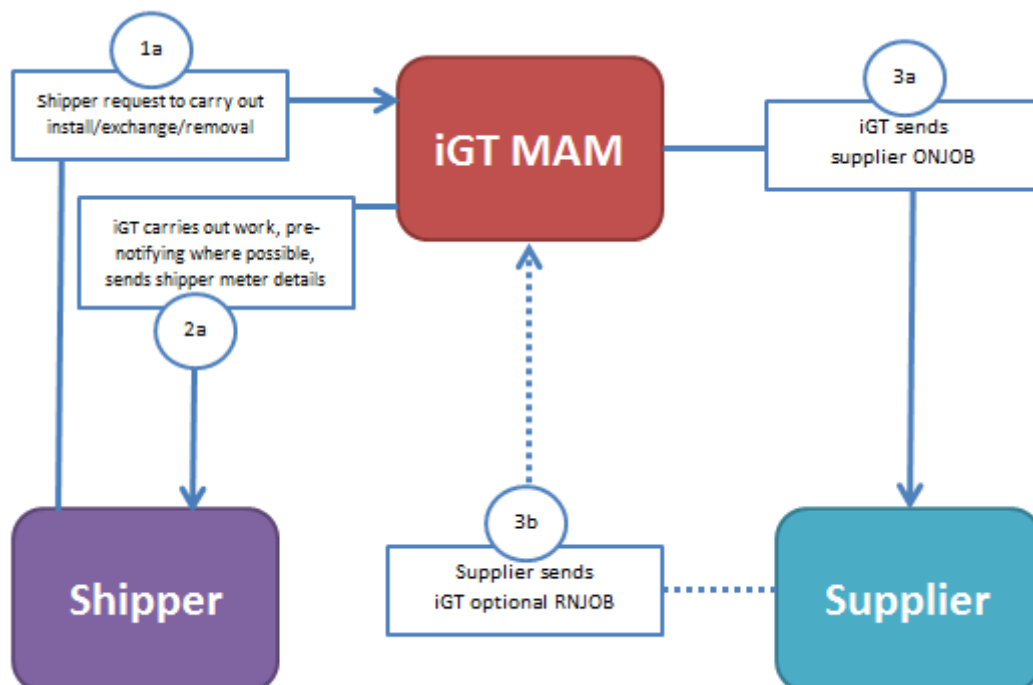 1a
Shipper request to carry out
install/exchange/removal
iGT MAM
3a
iGT sends
supplier ONJOB
iGT carries out work, pre-
notifying where possible,
sends shipper meter details
2a
3b
Supplier sends
iGT optional RNJOB
Shipper
Supplier